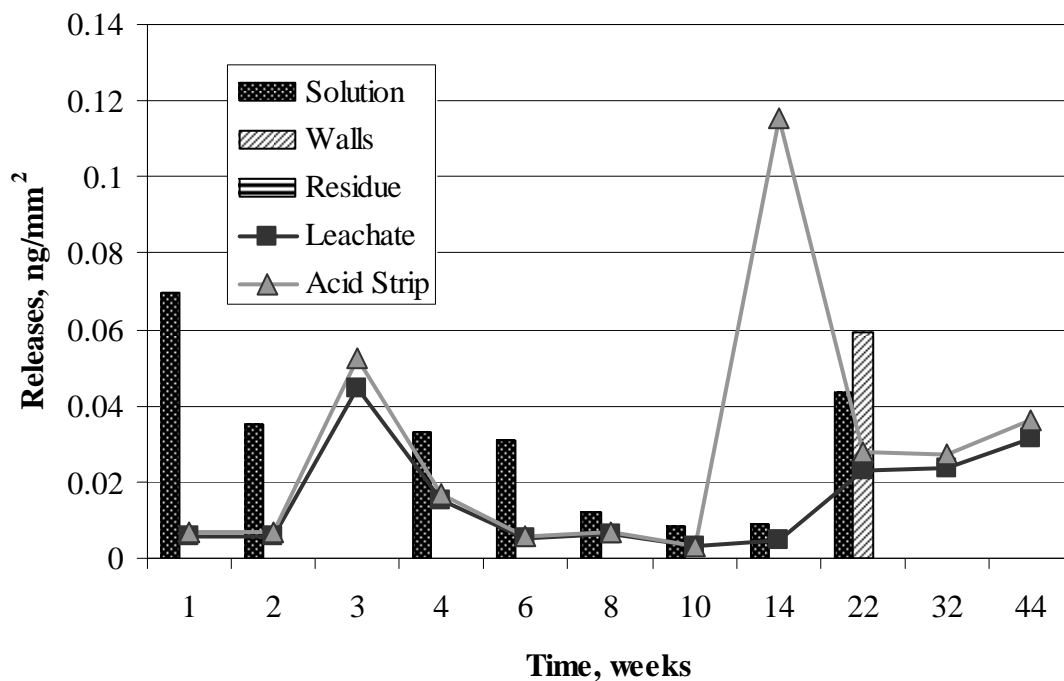 0.14
0.12
0.1
0.08
0.06
0.04
0.02
0
Releases, ng/mm²
Solution
Walls
Residue
Leachate
Acid Strip
1 2 3 4 6 8 10 14 22 32 44
Time, weeks